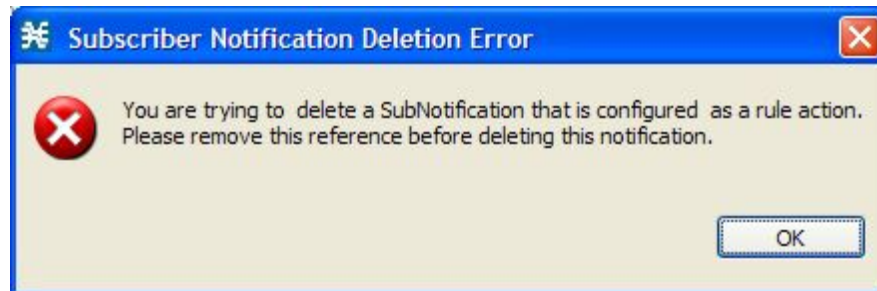 Subscriber Notification Deletion Error
You are trying to  delete a SubNotification that is configured  as a rule action.
Please remove this reference before deleting this notification.
OK